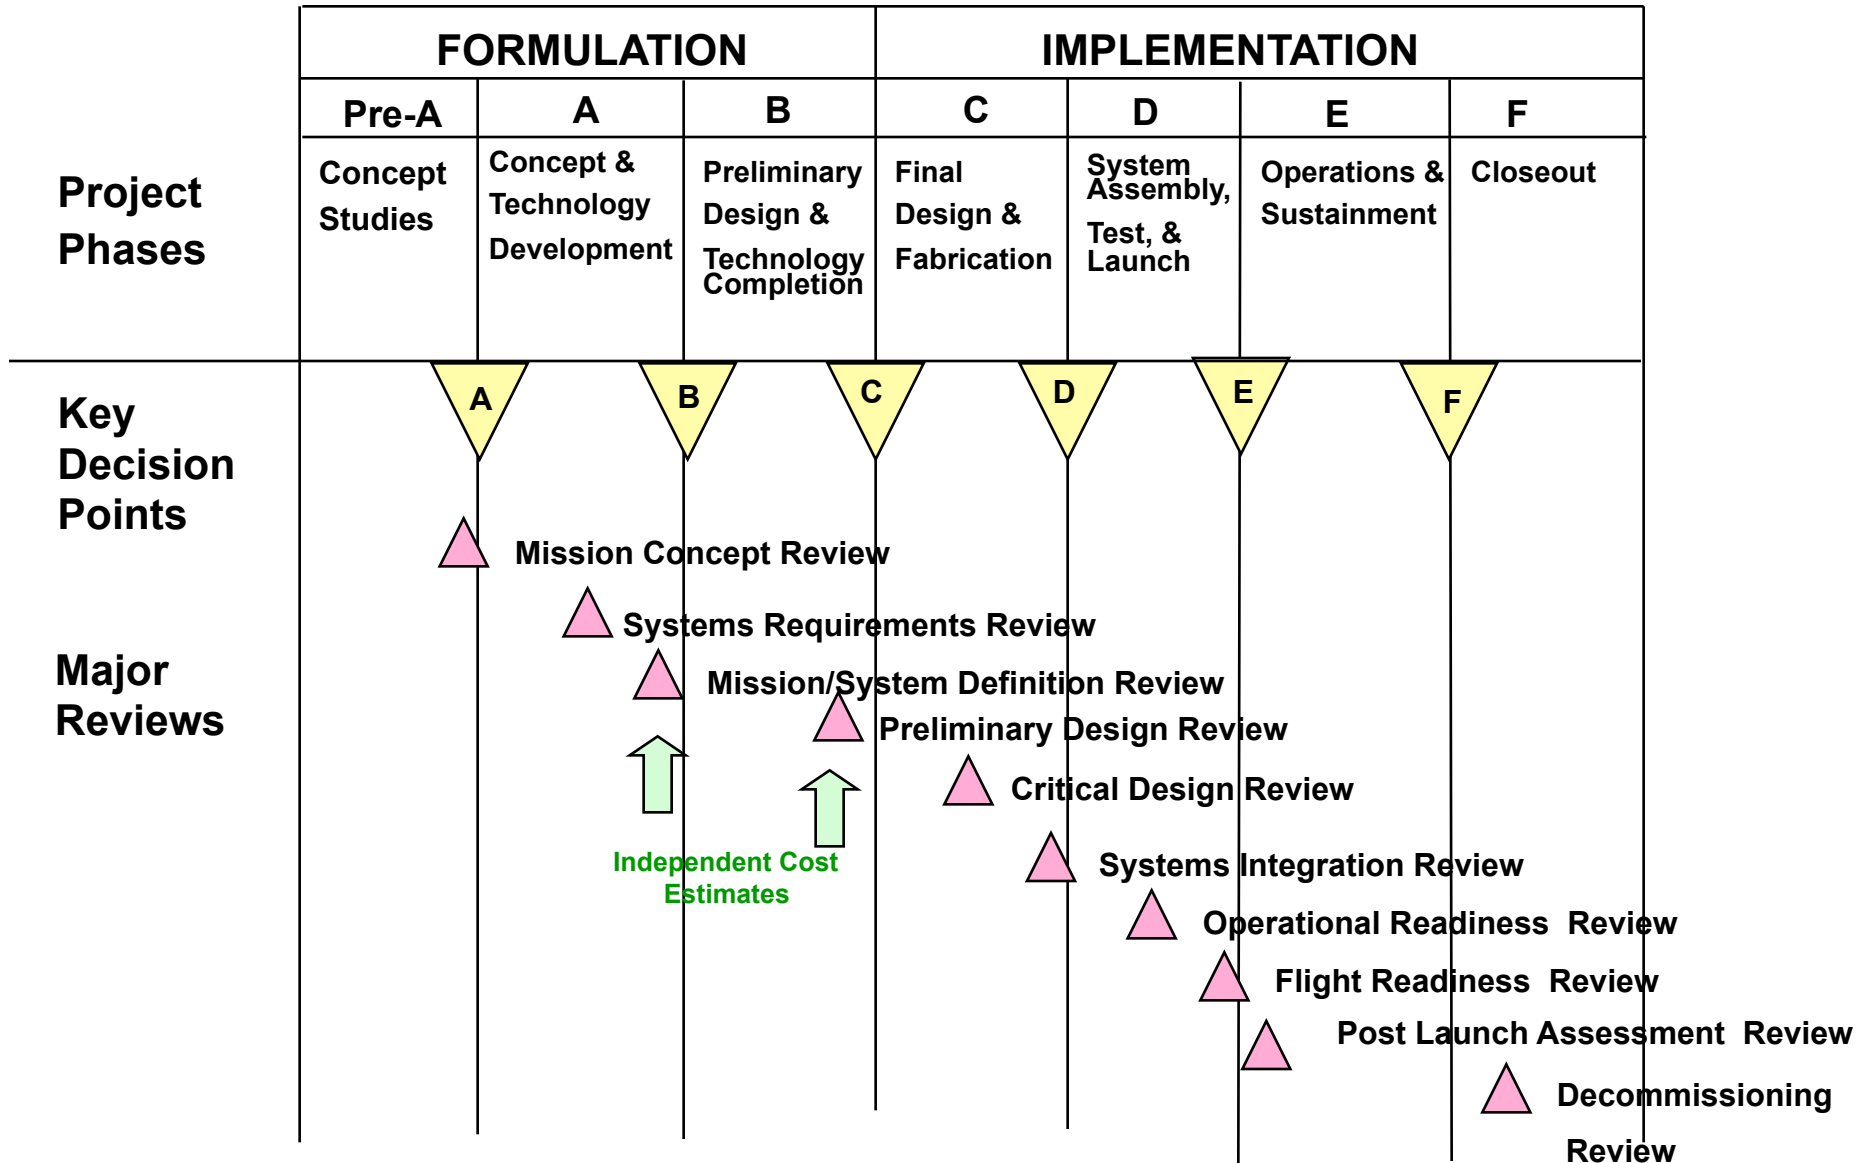 FORMULATION
IMPLEMENTATION
Pre-A
A
B
C
D
E
F
Project
Phases
Concept
Studies
Concept &
Technology
Development
Preliminary
Design &
Technology
Completion
Final
Design &
Fabrication
System
Assembly,
Test, &
Launch
Operations &
Sustainment
Closeout
Key
Decision
Points
A
B
C
D
E
F
Major
Reviews
Mission Concept Review
Systems Requirements Review
Mission/System Definition Review
Preliminary Design Review
Critical Design Review
Independent Cost
Estimates
Systems Integration Review
Operational Readiness  Review
Flight Readiness  Review
Post Launch Assessment  Review
Decommissioning
Review